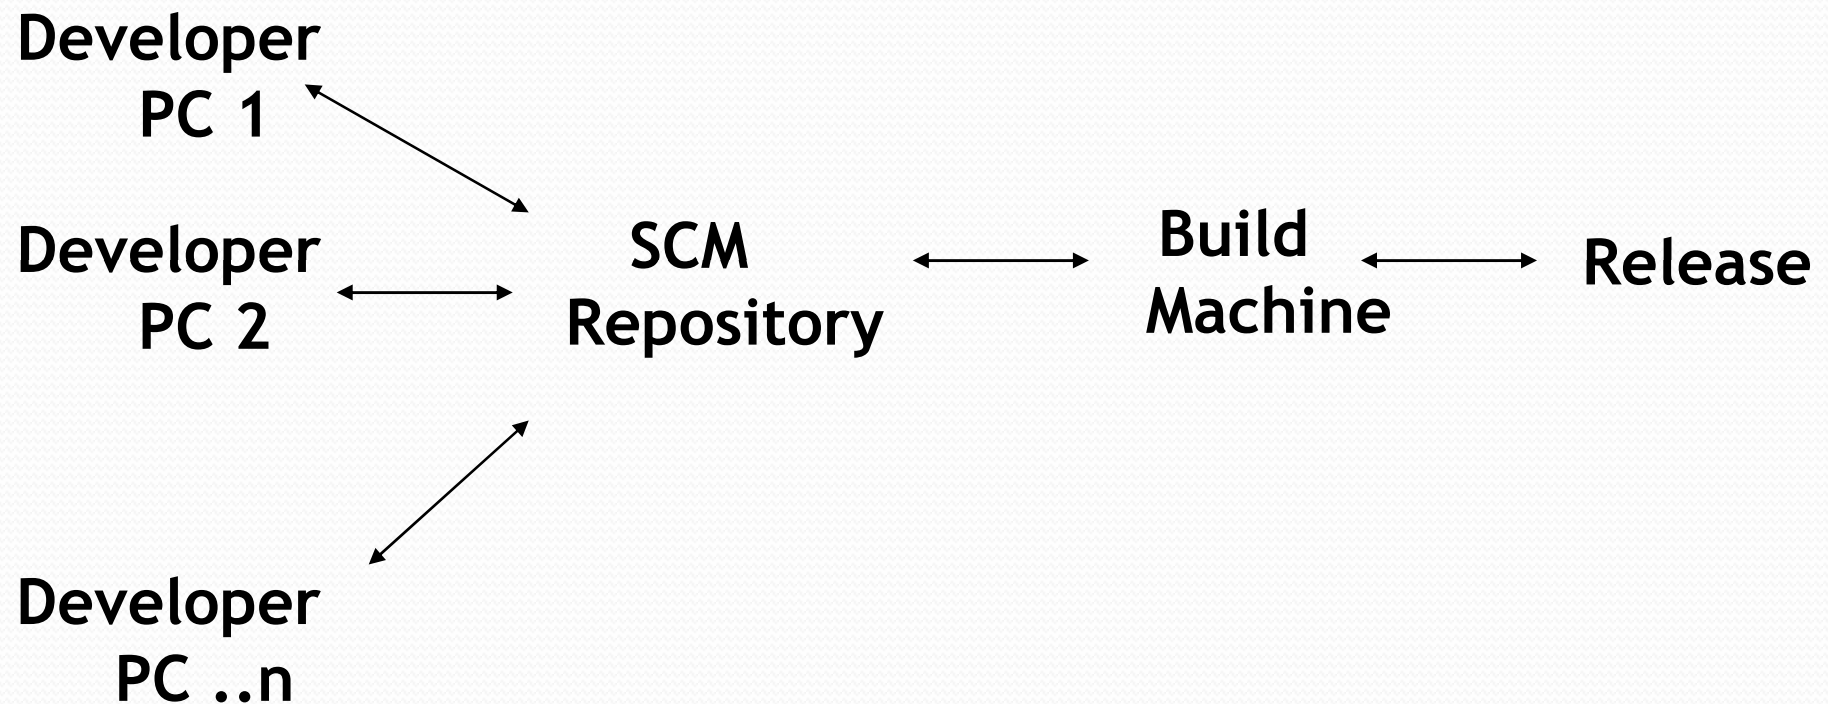 Developer
PC 1
Developer
PC 2
SCM
Repository
Build
Machine
Release
Developer
PC ..n